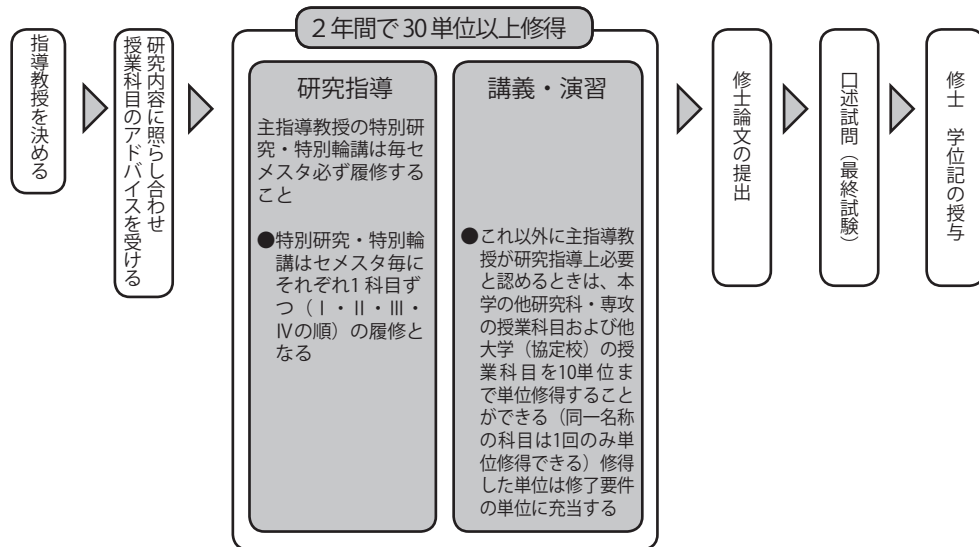 指導教授を決める
研究内容に照らし合わせ
授業科目のアドバイスを受ける
2年間で30単位以上修得
研究指導
主指導教授の特別研
究・特別輪講は毎セ
メスタ必ず履修する
こと
●特別研究・特別輪
講はセメスタ毎に
それぞれ1科目ず
つ（Ⅰ・Ⅱ・Ⅲ・
Ⅳの順）の履修と
なる
講義・演習
●これ以外に主指導教
授が研究指導上必要
と認めるときは、本
学の他研究科・専攻
の授業科目および他
大学（協定校）の授
業科目を10単位ま
で単位修得すること
ができる（同一名称
の科目は1回のみ単
位修得できる）修得
した単位は修了要件
の単位に充当する
修士論文の提出
口述試問（最終試験）
修士　学位記の授与